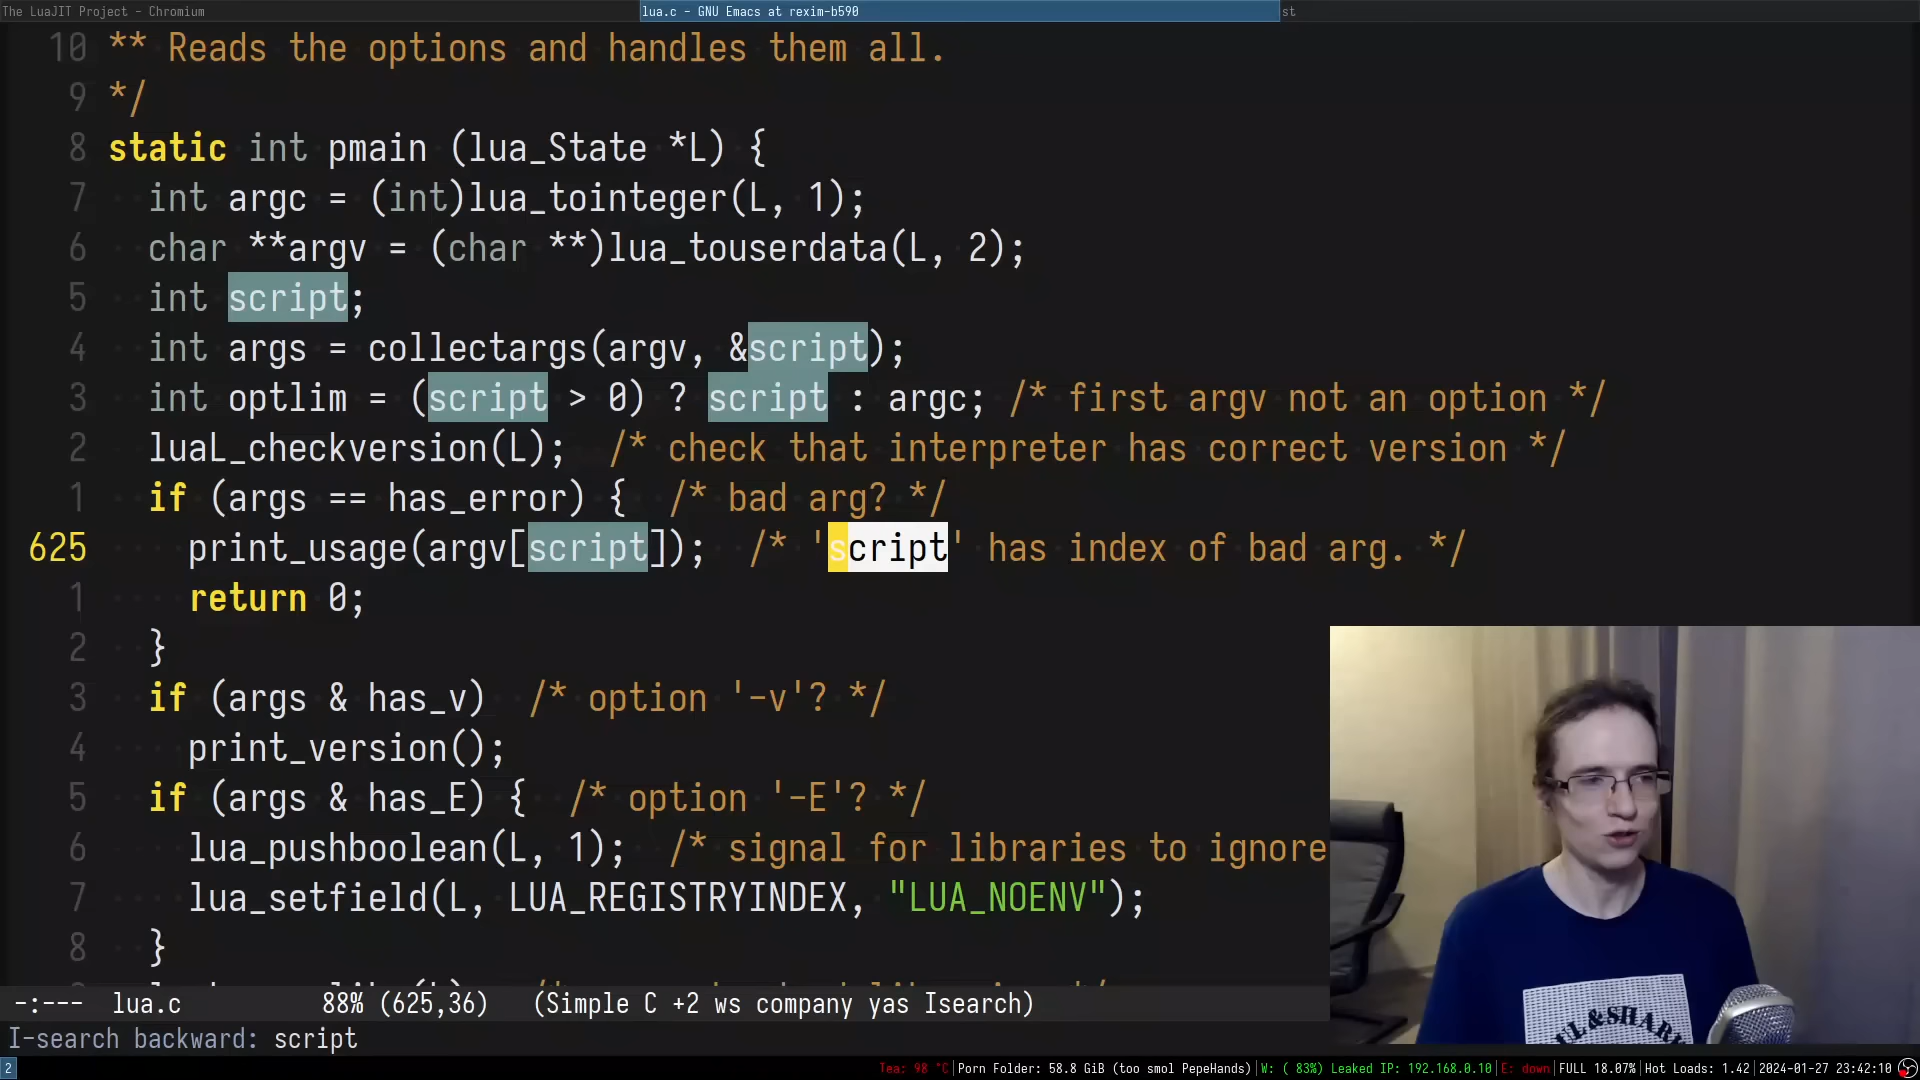 The LuaJIT Project - Chromium
lua.c - GNU Emacs at rexim-b590
st
10 ** Reads the options and handles them all.
9 */
8 static int pmain (lua_State *L) {
7 int argc = (int)lua_tointeger(L, 1);
6 char **argv = (char **)lua_touserdata(L, 2);
5 int script;
4 int args = collectargs(argv, &script);
3 int optlim = (script > 0) ? script : argc; /* first argv not an option */
2 luaL_checkversion(L); /* check that interpreter has correct version */
1 if (args == has_error) { /* bad arg? */
625 print_usage(argv[script]); /* 'script' has index of bad arg. */
1 return 0;
2 }
3 if (args & has_v) /* option '-v'? */
4 print_version();
5 if (args & has_E) { /* option '-E'? */
6 lua_pushboolean(L, 1); /* signal for libraries to ignore
7 lua_setfield(L, LUA_REGISTRYINDEX, "LUA_NOENV");
8 }
-:--- lua.c 88% (625,36) (Simple C +2 ws company yas Isearch)
I-search backward: script
2
Tea: 98 °C|Porn Folder: 58.8 GiB (too smol PepeHands)|W: ( 83%) Leaked IP: 192.168.0.10|E: down|FULL 18.07%|Hot Loads: 1.42|2024-01-27 23:42:10